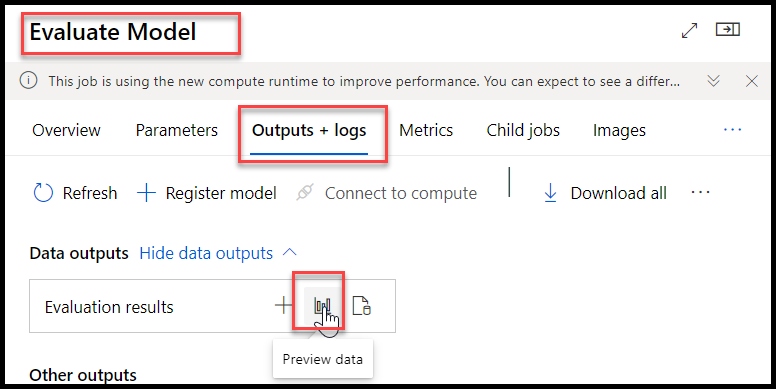 Evaluate Model
This job is using the new compute runtime to improve performance. You can expect to see a differ...
Overview Parameters Outputs + logs Metrics Child jobs Images ...
Refresh Register model Connect to compute Download all ...
Data outputs Hide data outputs
Evaluation results
Preview data
Other outputs